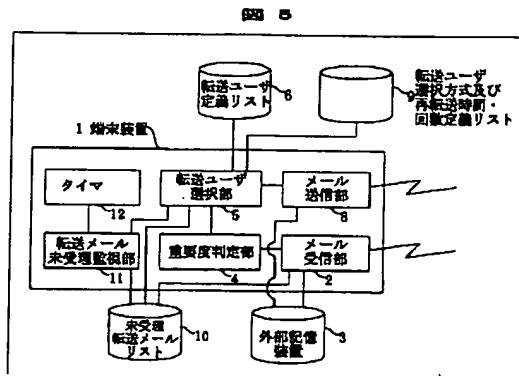 図 5
転送ユーザ
定義リスト
6
9
転送ユーザ
選択方式及び
再転送時間・
回数定義リスト
1 端末装置
タイマ
12
転送ユーザ
選択部
5
メール
送信部
8
転送メール
未受理監視部
11
重要度判定部
4
メール
受信部
2
未受理
転送メール
リスト
10
外部記憶
装置
3